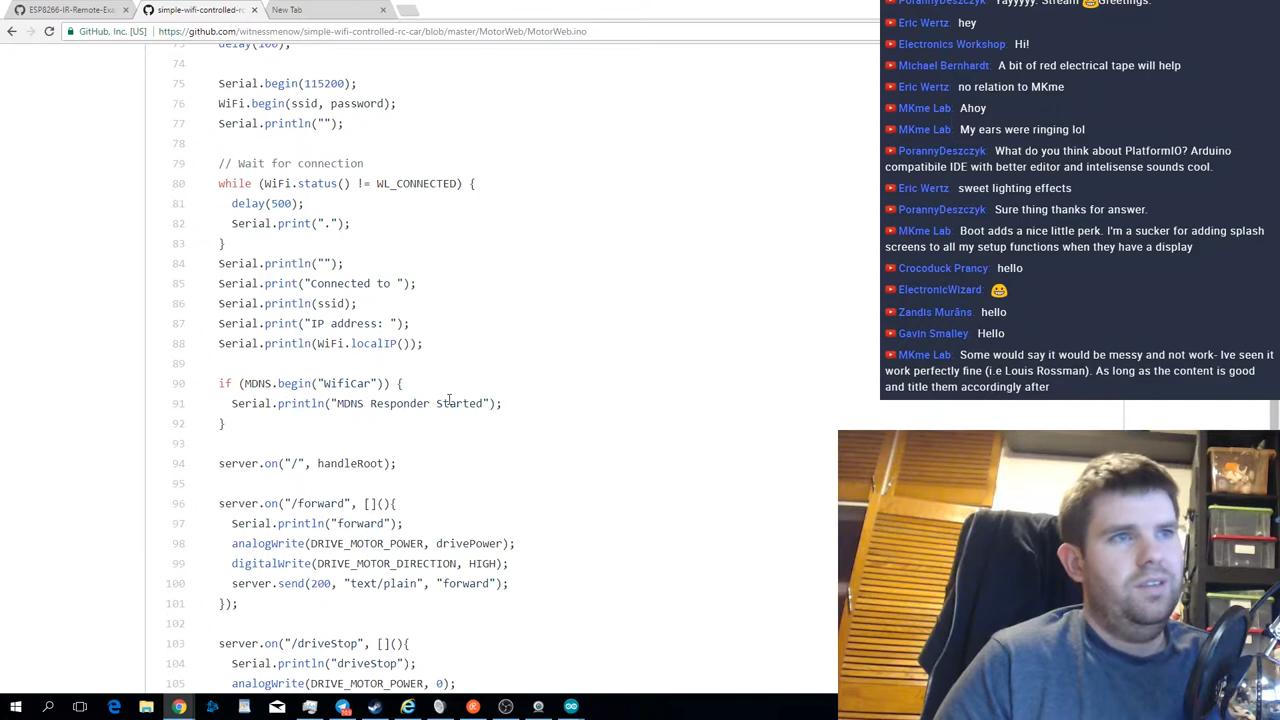 ESP8266-IR-Remote-Exa
simple-wifi-controlled-rc
New Tab
GitHub, Inc. [US]
https://github.com/witnessmenow/simple-wifi-controlled-rc-car/blob/master/MotorWeb/MotorWeb.ino
73 delay(100);
74
75 Serial.begin(115200);
76 WiFi.begin(ssid, password);
77 Serial.println("");
78
79 // Wait for connection
80 while (WiFi.status() != WL_CONNECTED) {
81 delay(500);
82 Serial.print(".");
83 }
84 Serial.println("");
85 Serial.print("Connected to ");
86 Serial.println(ssid);
87 Serial.print("IP address: ");
88 Serial.println(WiFi.localIP());
89
90 if (MDNS.begin("WifiCar")) {
91 Serial.println("MDNS Responder Started");
92 }
93
94 server.on("/", handleRoot);
95
96 server.on("/forward", [](){
97 Serial.println("forward");
98 analogWrite(DRIVE_MOTOR_POWER, drivePower);
99 digitalWrite(DRIVE_MOTOR_DIRECTION, HIGH);
100 server.send(200, "text/plain", "forward");
101 });
102
103 server.on("/driveStop", [](){
104 Serial.println("driveStop");
105 analogWrite(DRIVE_MOTOR_POWER, 0);
PorannyDeszczyk: Yayyyyy. Stream 😄Greetings.
Eric Wertz: hey
Electronics Workshop: Hi!
Michael Bernhardt: A bit of red electrical tape will help
Eric Wertz: no relation to MKme
MKme Lab: Ahoy
MKme Lab: My ears were ringing lol
PorannyDeszczyk: What do you think about PlatformIO? Arduino
compatibile IDE with better editor and intelisense sounds cool.
Eric Wertz: sweet lighting effects
PorannyDeszczyk: Sure thing thanks for answer.
MKme Lab: Boot adds a nice little perk. I'm a sucker for adding splash
screens to all my setup functions when they have a display
Crocoduck Prancy: hello
ElectronicWizard: 😀
Zandis Murāns: hello
Gavin Smalley: Hello
MKme Lab: Some would say it would be messy and not work- Ive seen it
work perfectly fine (i.e Louis Rossman). As long as the content is good
and title them accordingly after